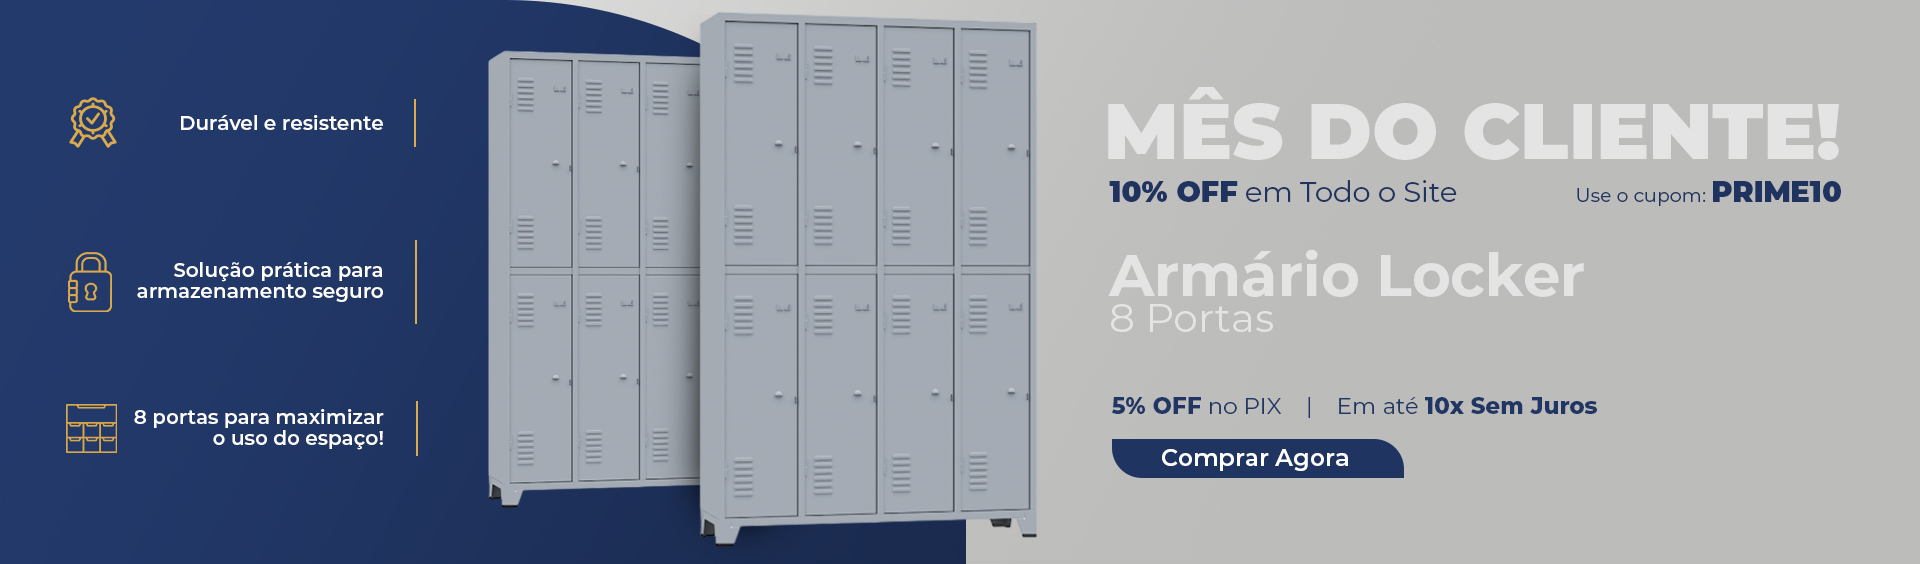 Durável e resistente
Solução prática para
armazenamento seguro
8 portas para maximizar
o uso do espaço!
MÊS DO CLIENTE!
10% OFF em Todo o Site
Use o cupom: PRIME10
Armário Locker
8 Portas
5% OFF no PIX | Em até 10x Sem Juros
Comprar Agora